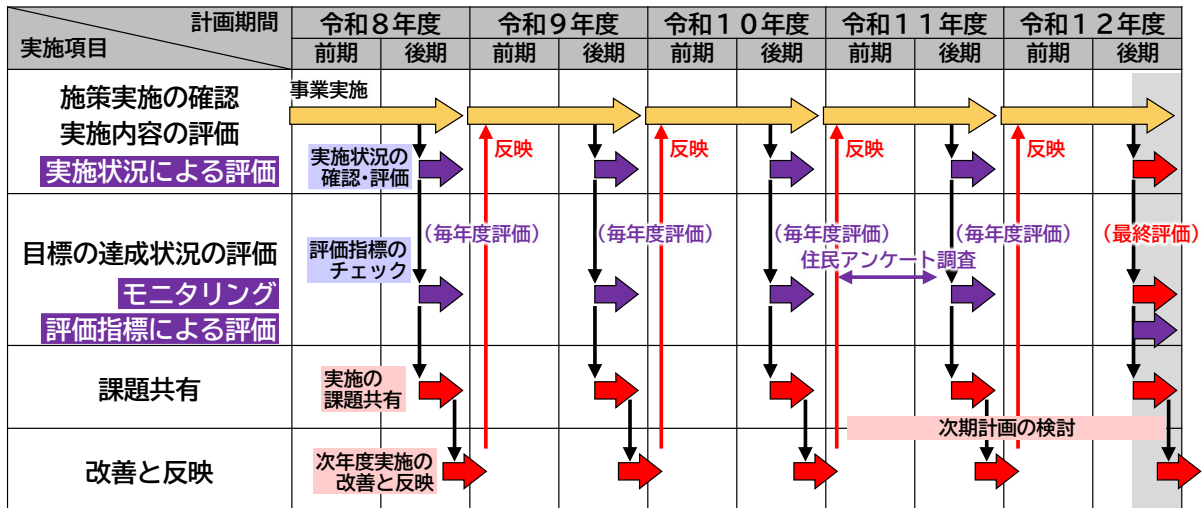 計画期間
実施項目
令和8年度
令和9年度
令和10年度
令和11年度
令和12年度
前期
後期
前期
後期
前期
後期
前期
後期
前期
後期
施策実施の確認
実施内容の評価
実施状況による評価
事業実施
実施状況の
確認・評価
反映
反映
反映
反映
目標の達成状況の評価
モニタリング
評価指標による評価
評価指標の
チェック
(毎年度評価)
(毎年度評価)
(毎年度評価)
(毎年度評価)
(最終評価)
住民アンケート調査
課題共有
実施の
課題共有
次期計画の検討
改善と反映
次年度実施の
改善と反映